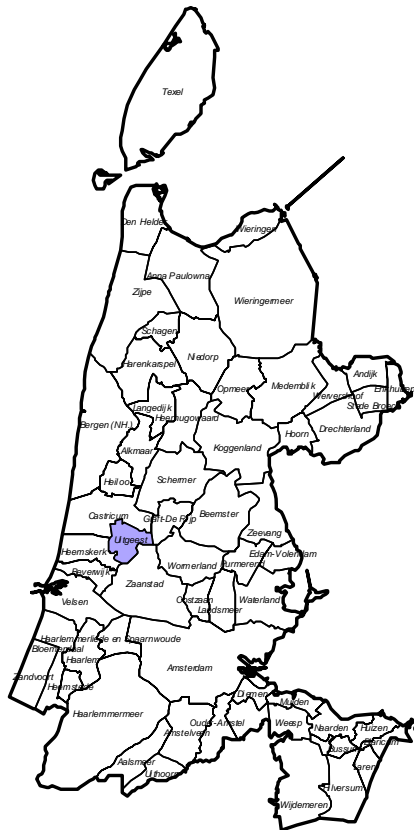 Texel
Den Helder
Wieringen
Anna Paulowna
Zijpe
Wieringermeer
Schagen
Niedorp
Harenkarspel
Andijk
Opmeer
Medemblik
Enkhuizen
Wervershoof
Stede Broec
Langedijk
Heerhugowaard
Bergen (NH.)
Drechterland
Hoorn
Koggenland
Alkmaar
Heiloo
Schermer
Castricum
Graft-De Rijp
Beemster
Uitgeest
Zeevang
Heemskerk
Edam-Volendam
Wormerland
Purmerend
Beverwijk
Zaanstad
Velsen
Oostzaan
Waterland
Landsmeer
Haarlemmerliede en Spaarnwoude
Bloemendaal
Haarlem
Amsterdam
Zandvoort
Heemstede
Diemen
Muiden
Haarlemmermeer
Ouder-Amstel
Weesp
Naarden
Huizen
Amstelveen
Bussum
Blaricum
Aalsmeer
Laren
Uithoorn
Hilversum
Wijdemeren